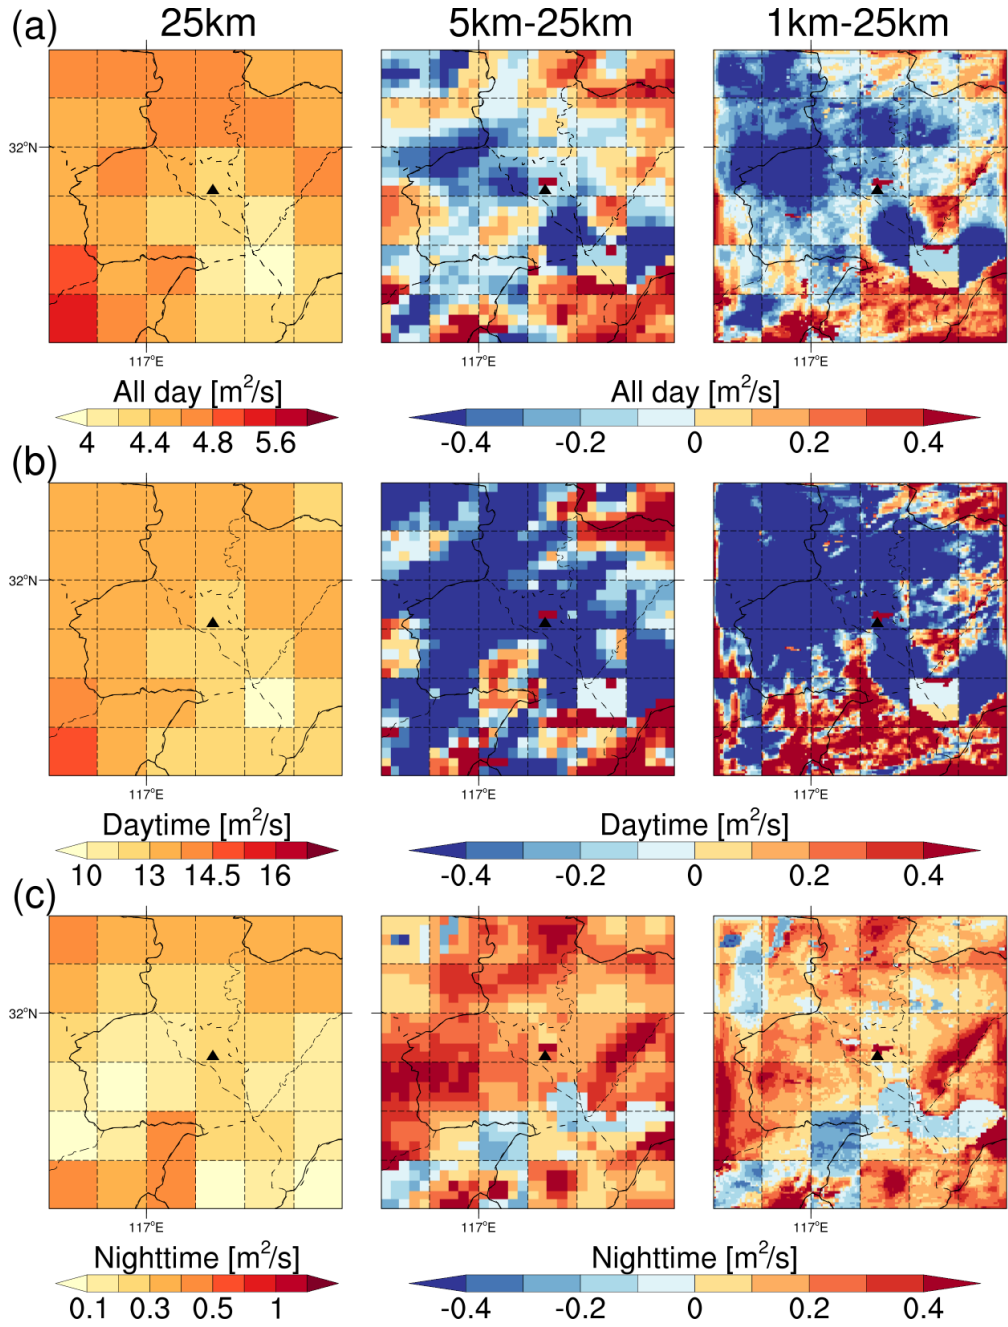 (a) 25km 5km-25km 1km-25km
32°N
117°E 117°E 117°E
All day [m²/s] All day [m²/s]
4 4.4 4.8 5.6 -0.4 -0.2 0 0.2 0.4
(b)
32°N
117°E 117°E 117°E
Daytime [m²/s] Daytime [m²/s]
10 13 14.5 16 -0.4 -0.2 0 0.2 0.4
(c)
32°N
117°E 117°E 117°E
Nighttime [m²/s] Nighttime [m²/s]
0.1 0.3 0.5 1 -0.4 -0.2 0 0.2 0.4